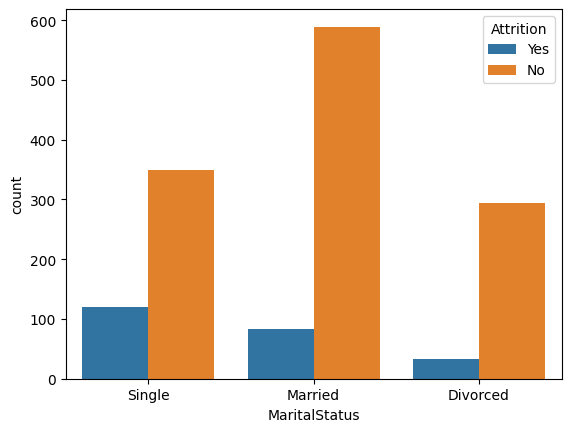 Attrition
Yes
No
600
500
400
300
200
100
0
count
Single Married Divorced
MaritalStatus